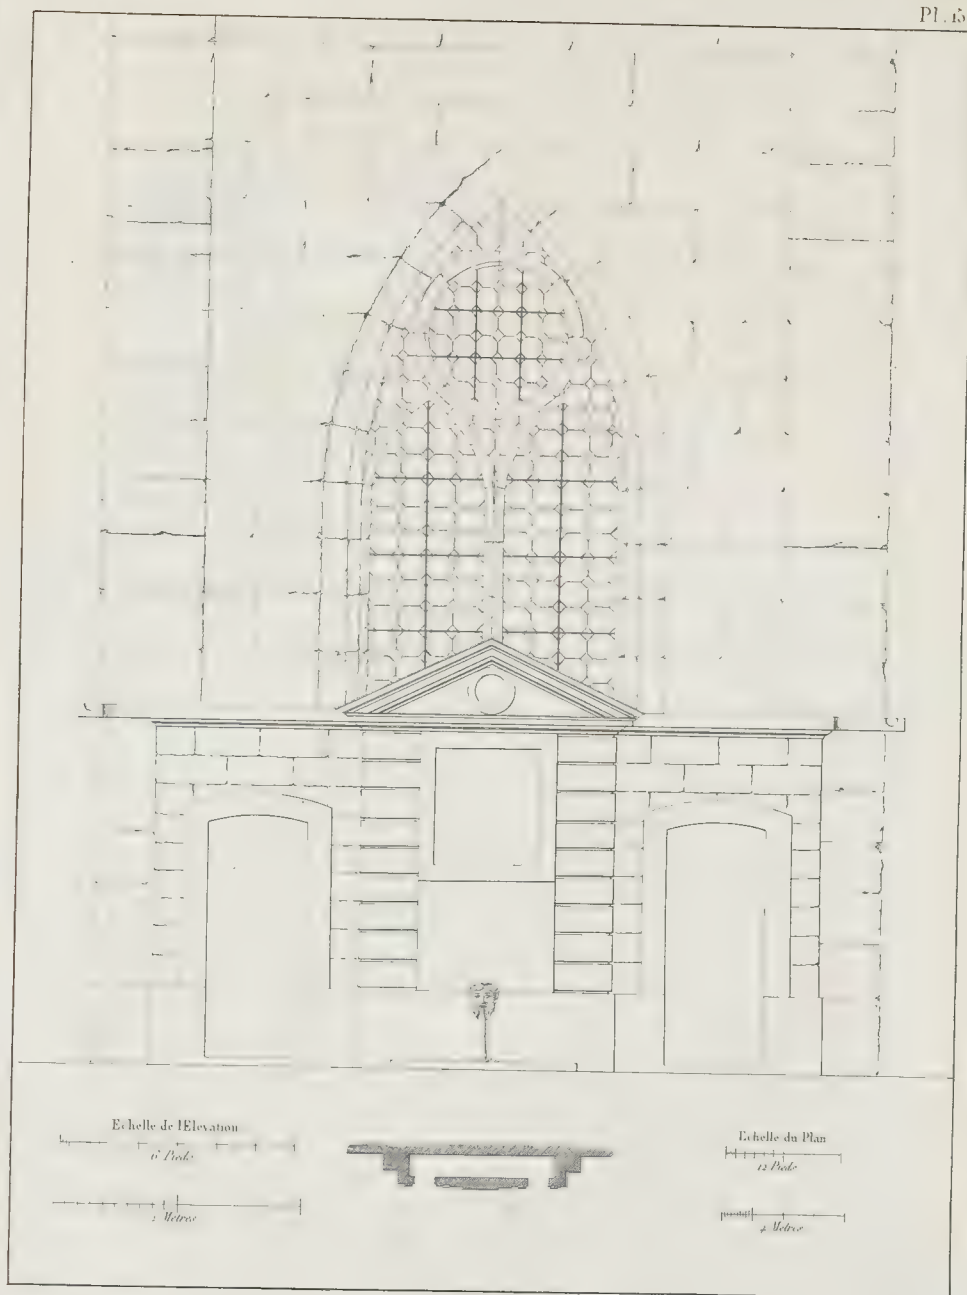 Pl. 15
Echelle de l'Elevation
6 Pieds
2 Metres
Echelle du Plan
12 Pieds
4 Metres